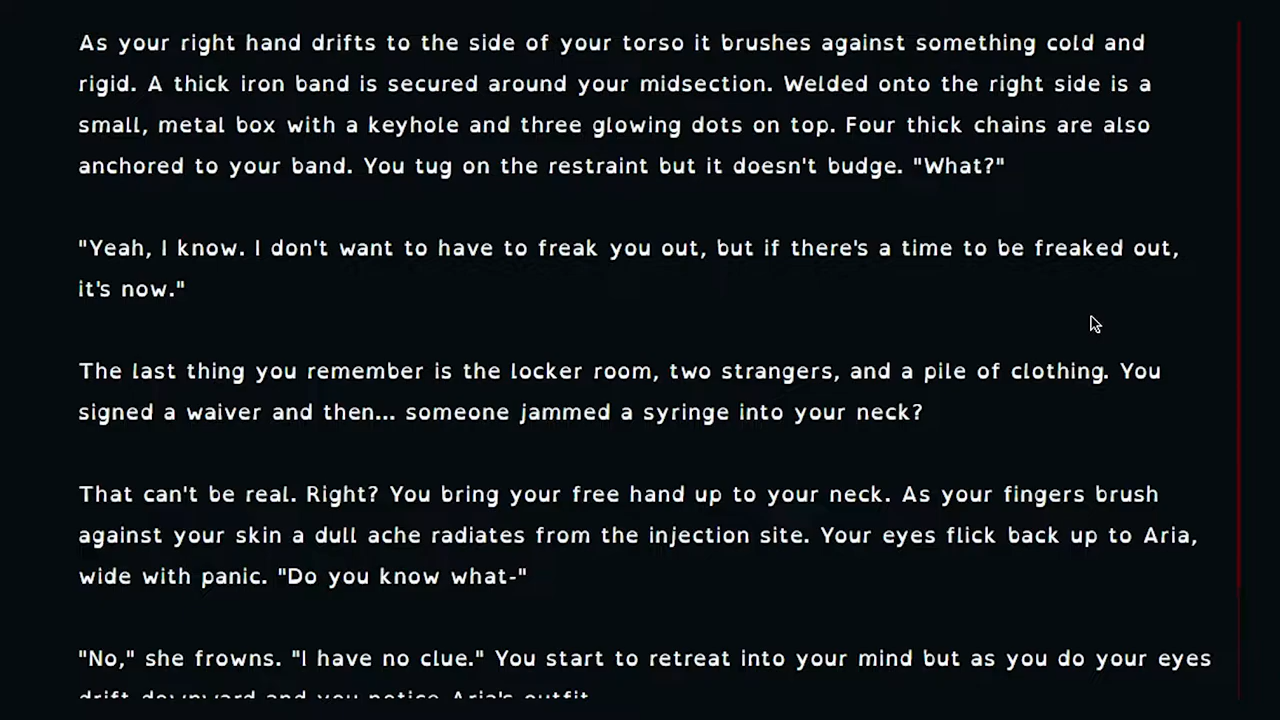 As your right hand drifts to the side of your torso it brushes against something cold and
rigid. A thick iron band is secured around your midsection. Welded onto the right side is a
small, metal box with a keyhole and three glowing dots on top. Four thick chains are also
anchored to your band. You tug on the restraint but it doesn't budge. "What?"
"Yeah, I know. I don't want to have to freak you out, but if there's a time to be freaked out,
it's now."
The last thing you remember is the locker room, two strangers, and a pile of clothing. You
signed a waiver and then... someone jammed a syringe into your neck?
That can't be real. Right? You bring your free hand up to your neck. As your fingers brush
against your skin a dull ache radiates from the injection site. Your eyes flick back up to Aria,
wide with panic. "Do you know what-"
"No," she frowns. "I have no clue." You start to retreat into your mind but as you do your eyes
drift downward and you notice Aria's outfit